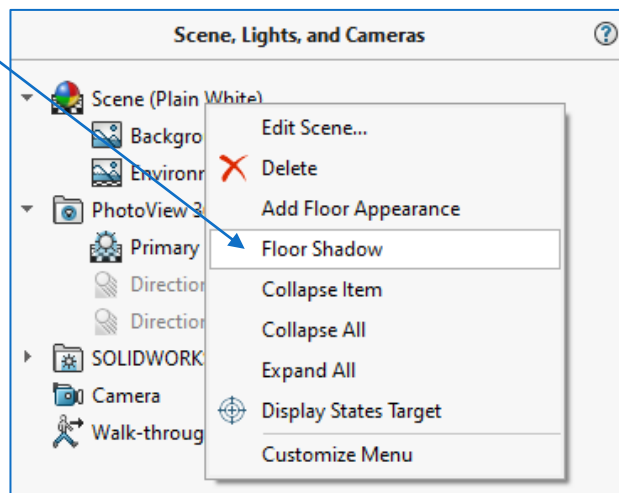 Scene, Lights, and Cameras
?
Scene (Plain White)
Edit Scene...
Backgro
Delete
Environ
Add Floor Appearance
PhotoView 3
Floor Shadow
Primary
Collapse Item
Direction
Collapse All
Direction
Expand All
SOLIDWORK
Display States Target
Camera
Walk-throug
Customize Menu